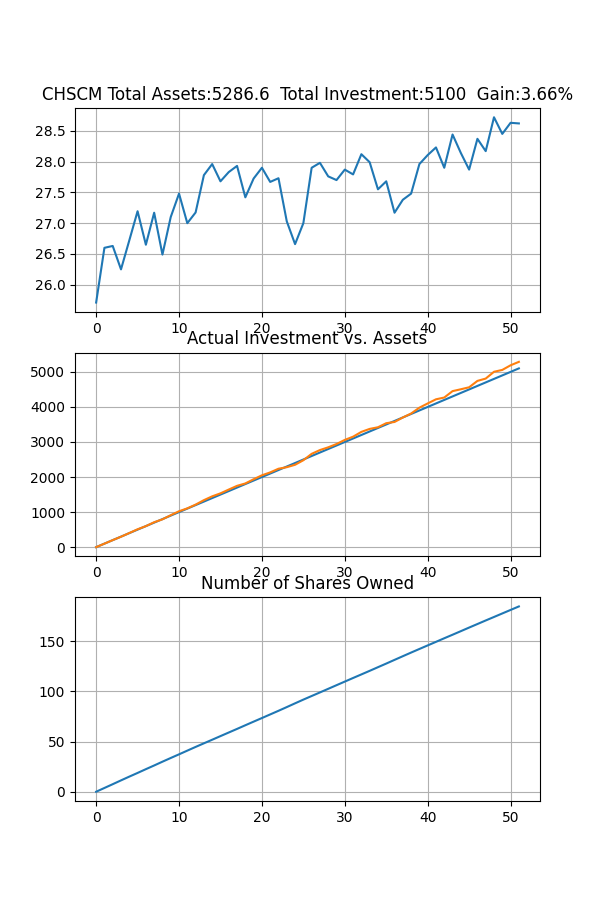 CHSCM Total Assets:5286.6  Total Investment:5100  Gain:3.66%
28.5
28.0
27.5
27.0
26.5
26.0
0 10 20 30 40 50
Actual Investment vs. Assets
5000
4000
3000
2000
1000
0
0 10 20 30 40 50
Number of Shares Owned
150
100
50
0
0 10 20 30 40 50